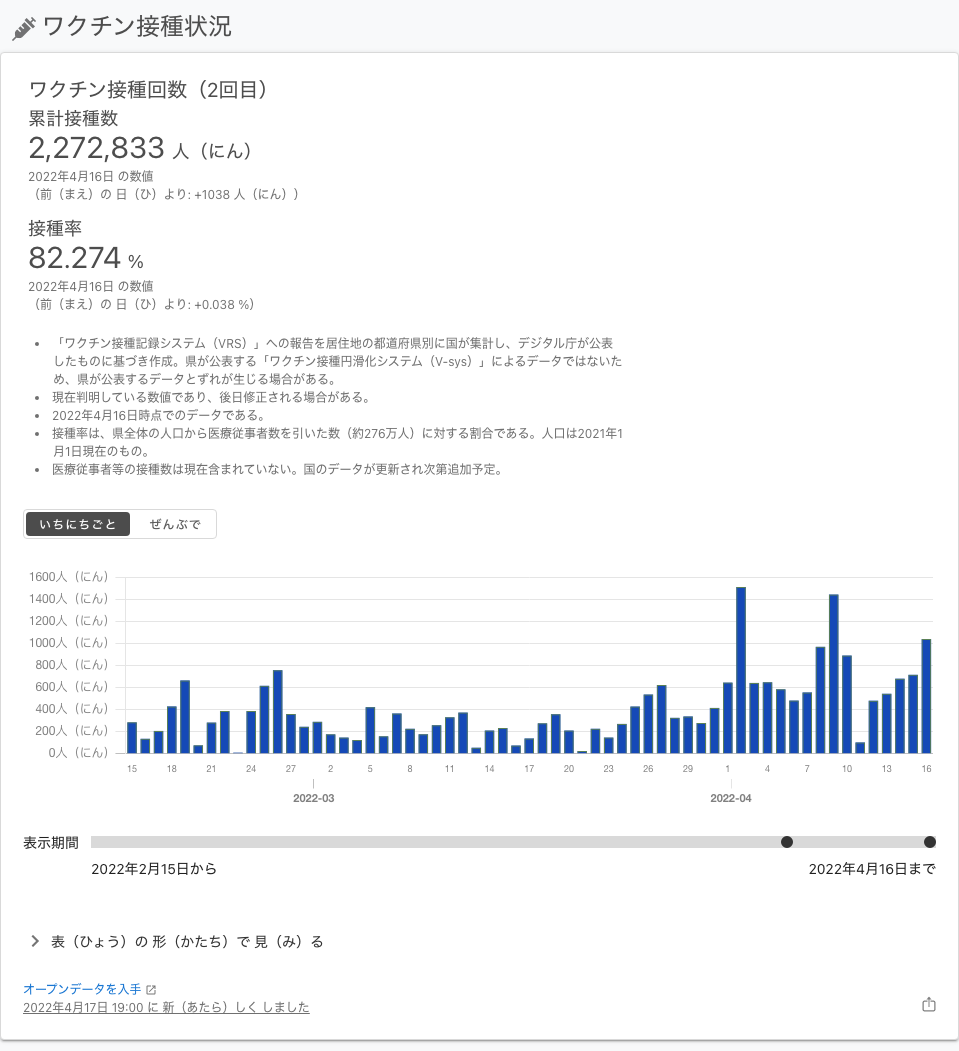 ワクチン接種状況
ワクチン接種回数（2回目）
累計接種数
2,272,833 人（にん）
2022年4月16日 の数値
（前（まえ）の 日（ひ）より: +1038 人（にん））
接種率
82.274 %
2022年4月16日 の数値
（前（まえ）の 日（ひ）より: +0.038 %）
「ワクチン接種記録システム（VRS）」への報告を居住地の都道府県別に国が集計し、デジタル庁が公表
したものに基づき作成。県が公表する「ワクチン接種円滑化システム（V-sys）」によるデータではないた
め、県が公表するデータとずれが生じる場合がある。
現在判明している数値であり、後日修正される場合がある。
2022年4月16日時点でのデータである。
接種率は、県全体の人口から医療従事者数を引いた数（約276万人）に対する割合である。人口は2021年1
月1日現在のもの。
医療従事者等の接種数は現在含まれていない。国のデータが更新され次第追加予定。
いちにちごと ぜんぶで
1600人（にん）
1400人（にん）
1200人（にん）
1000人（にん）
800人（にん）
600人（にん）
400人（にん）
200人（にん）
0人（にん）
15 18 21 24 27 2 5 8 11 14 17 20 23 26 29 1 4 7 10 13 16
2022-03 2022-04
表示期間
2022年2月15日から 2022年4月16日まで
表（ひょう）の 形（かたち）で 見（み）る
オープンデータを入手
2022年4月17日 19:00 に 新（あたら）しく しました